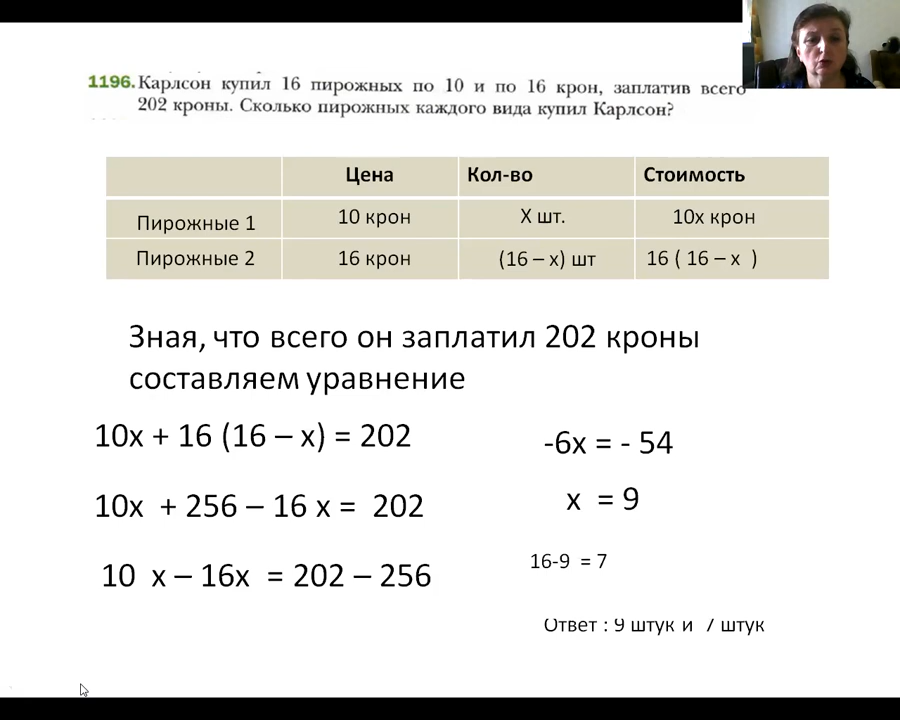 1196. Карлсон купил 16 пирожных по 10 и по 16 крон, заплатив всего
202 кроны. Сколько пирожных каждого вида купил Карлсон?
Цена Кол-во Стоимость
Пирожные 1 10 крон Х шт. 10х крон
Пирожные 2 16 крон (16 – х) шт 16 ( 16 – х )
Зная, что всего он заплатил 202 кроны
составляем уравнение
10х + 16 (16 – х) = 202
10х + 256 – 16 х = 202
10 х – 16х = 202 – 256
-6х = - 54
х = 9
16-9 = 7
Ответ : 9 штук и 7 штук